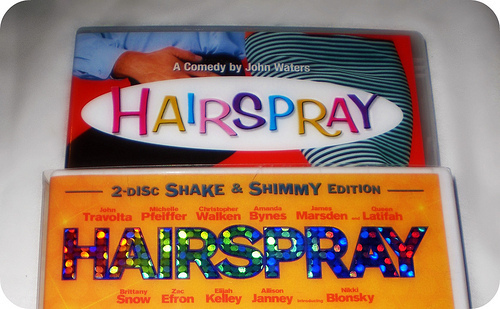 A Comedy by John Waters
HAIRSPRAY
2-DISC SHAKE & SHIMMY EDITION
John Travolta Michelle Pfeiffer Christopher Walken Amanda Bynes James Marsden and Queen Latifah
HAIRSPRAY
Brittany Snow Zac Efron Elijah Kelley Allison Janney Introducing Nikki Blonsky